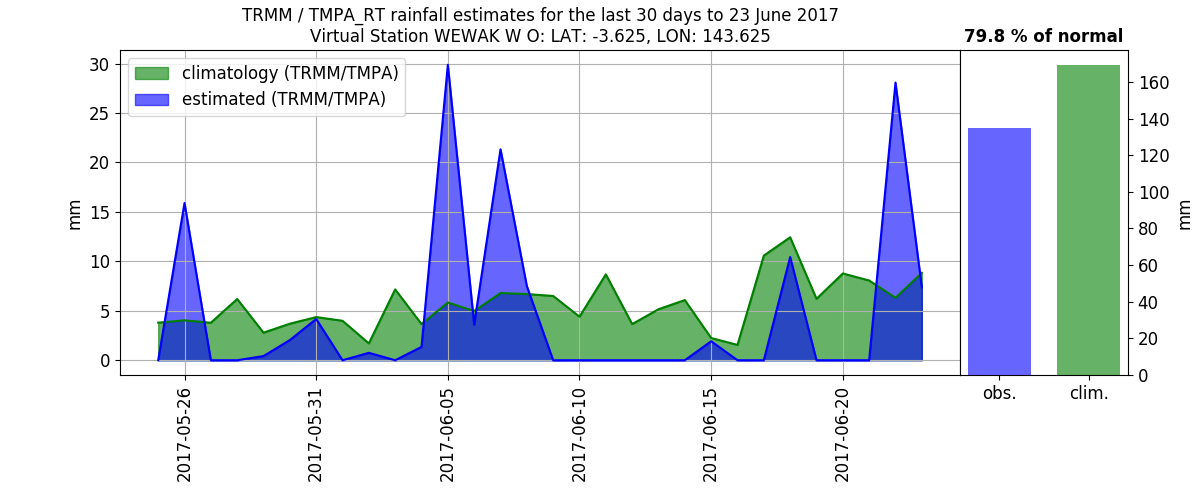 TRMM / TMPA_RT rainfall estimates for the last 30 days to 23 June 2017
Virtual Station WEWAK W O: LAT: -3.625, LON: 143.625
79.8 % of normal
climatology (TRMM/TMPA)
estimated (TRMM/TMPA)
30
25
20
15
10
5
0
mm
2017-05-26
2017-05-31
2017-06-05
2017-06-10
2017-06-15
2017-06-20
160
140
120
100
80
60
40
20
0
mm
obs.
clim.